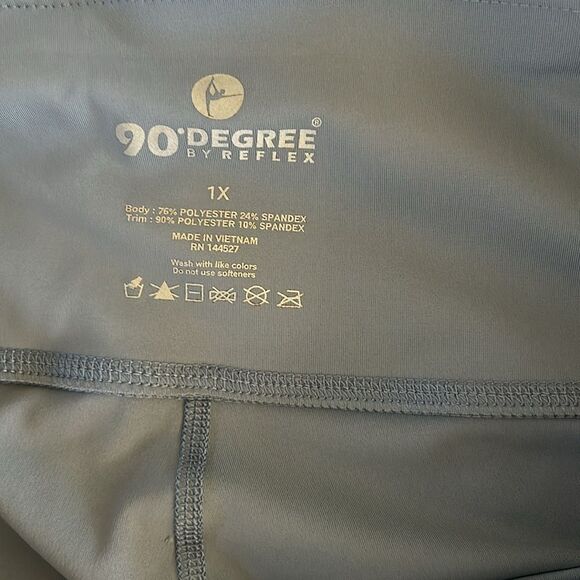 90°DEGREE®
BY REFLEX
1X
Body : 76% POLYESTER 24% SPANDEX
Trim : 90% POLYESTER 10% SPANDEX
MADE IN VIETNAM
RN 144527
Wash with like colors
Do not use softeners